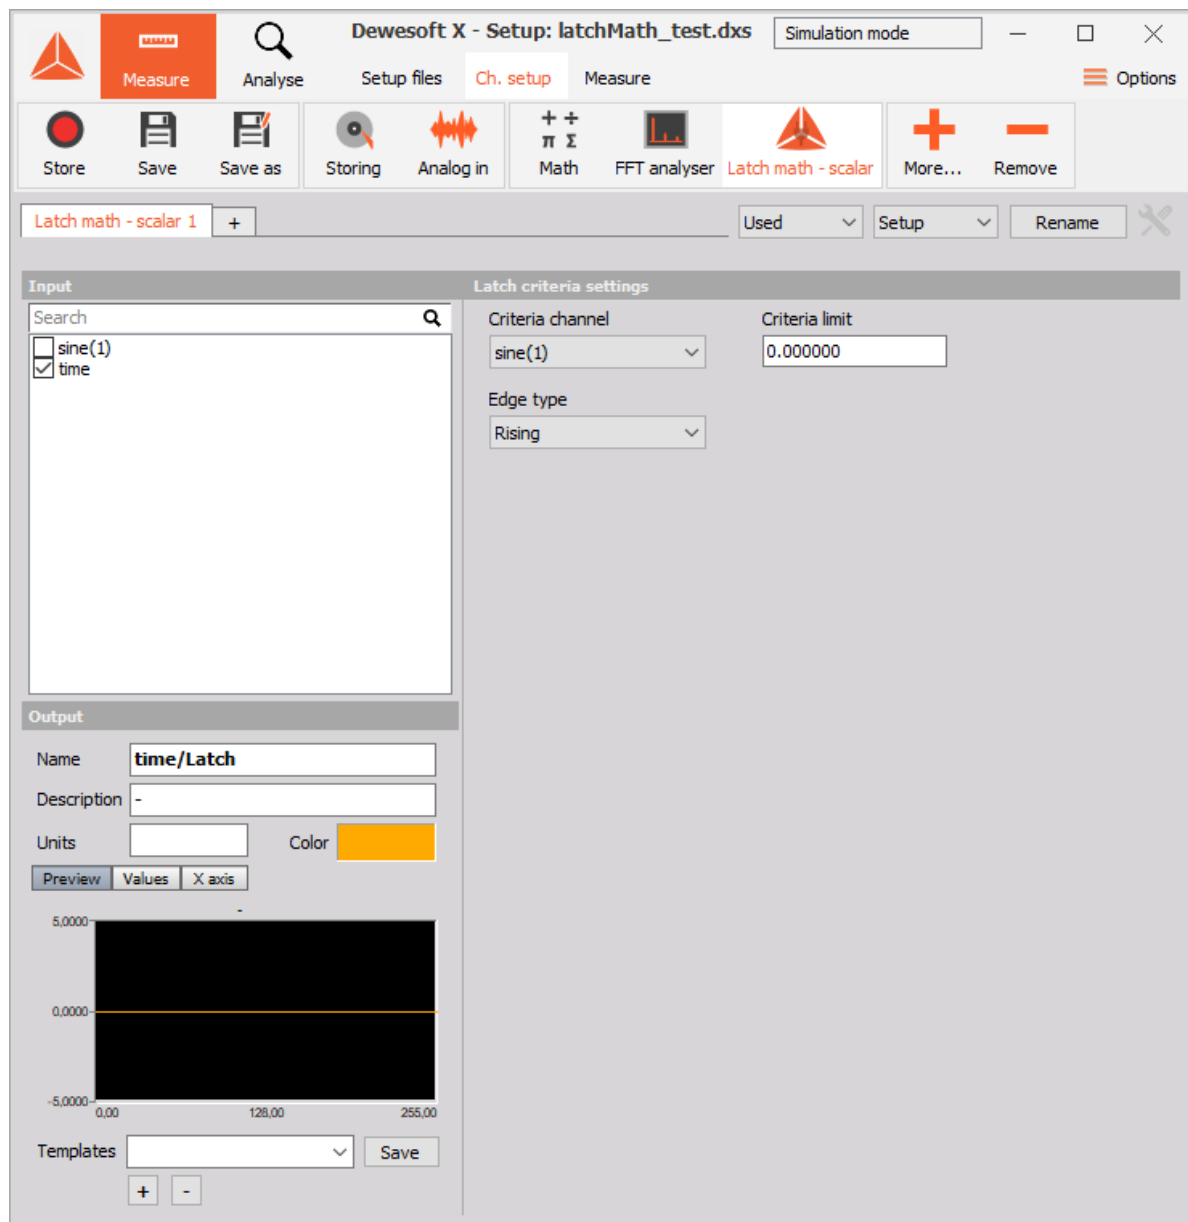 Dewesoft X - Setup: latchMath_test.dxs
Simulation mode
Measure
Analyse
Setup files
Ch. setup
Measure
Options
Store
Save
Save as
Storing
Analog in
Math
FFT analyser
Latch math - scalar
More...
Remove
Latch math - scalar 1
+
Used
Setup
Rename
Input
Latch criteria settings
Search
sine(1)
time
Criteria channel
Criteria limit
sine(1)
0.000000
Edge type
Rising
Output
Name
time/Latch
Description
-
Units
Color
Preview
Values
X axis
-
5,0000
0,0000
-5,0000
0,00
128,00
255,00
Templates
Save
+
-